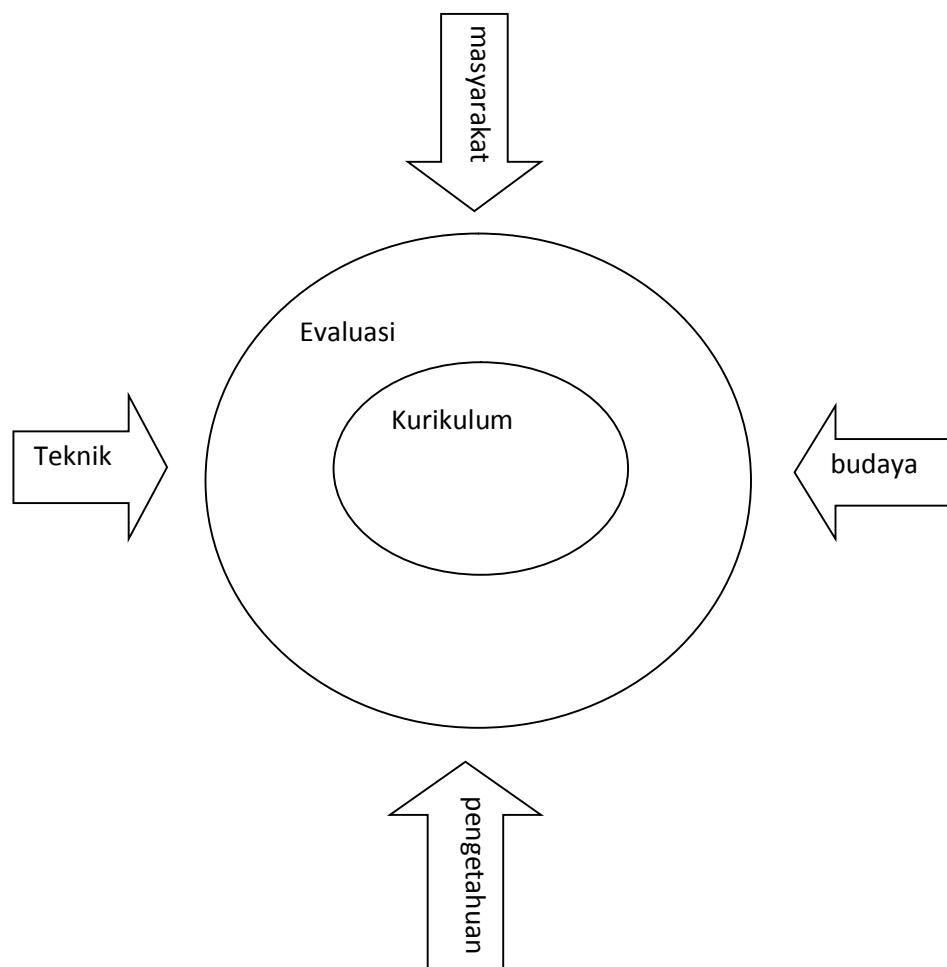 masyarakat
Evaluasi
Kurikulum
Teknik
budaya
pengetahuan